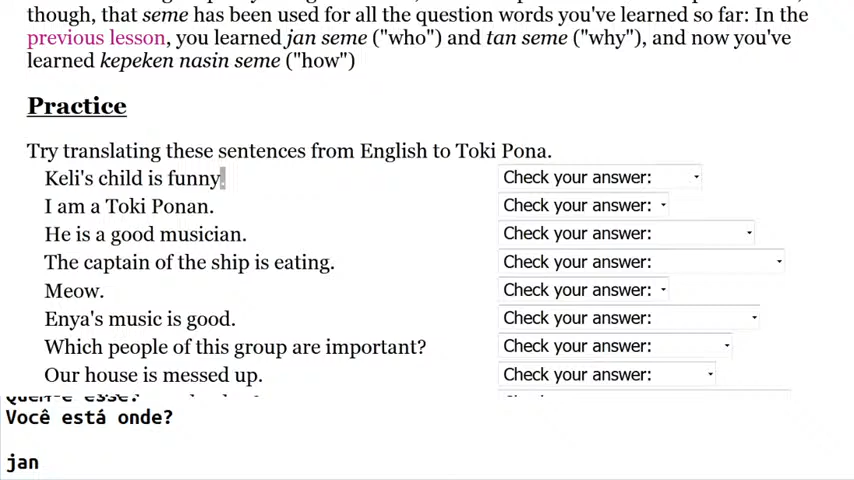 though, that seme has been used for all the question words you've learned so far: In the
previous lesson, you learned jan seme ("who") and tan seme ("why"), and now you've
learned kepeken nasin seme ("how")
Practice
Try translating these sentences from English to Toki Pona.
Keli's child is funny. Check your answer:
I am a Toki Ponan. Check your answer:
He is a good musician. Check your answer:
The captain of the ship is eating. Check your answer:
Meow. Check your answer:
Enya's music is good. Check your answer:
Which people of this group are important? Check your answer:
Our house is messed up. Check your answer:
Você está onde?
jan